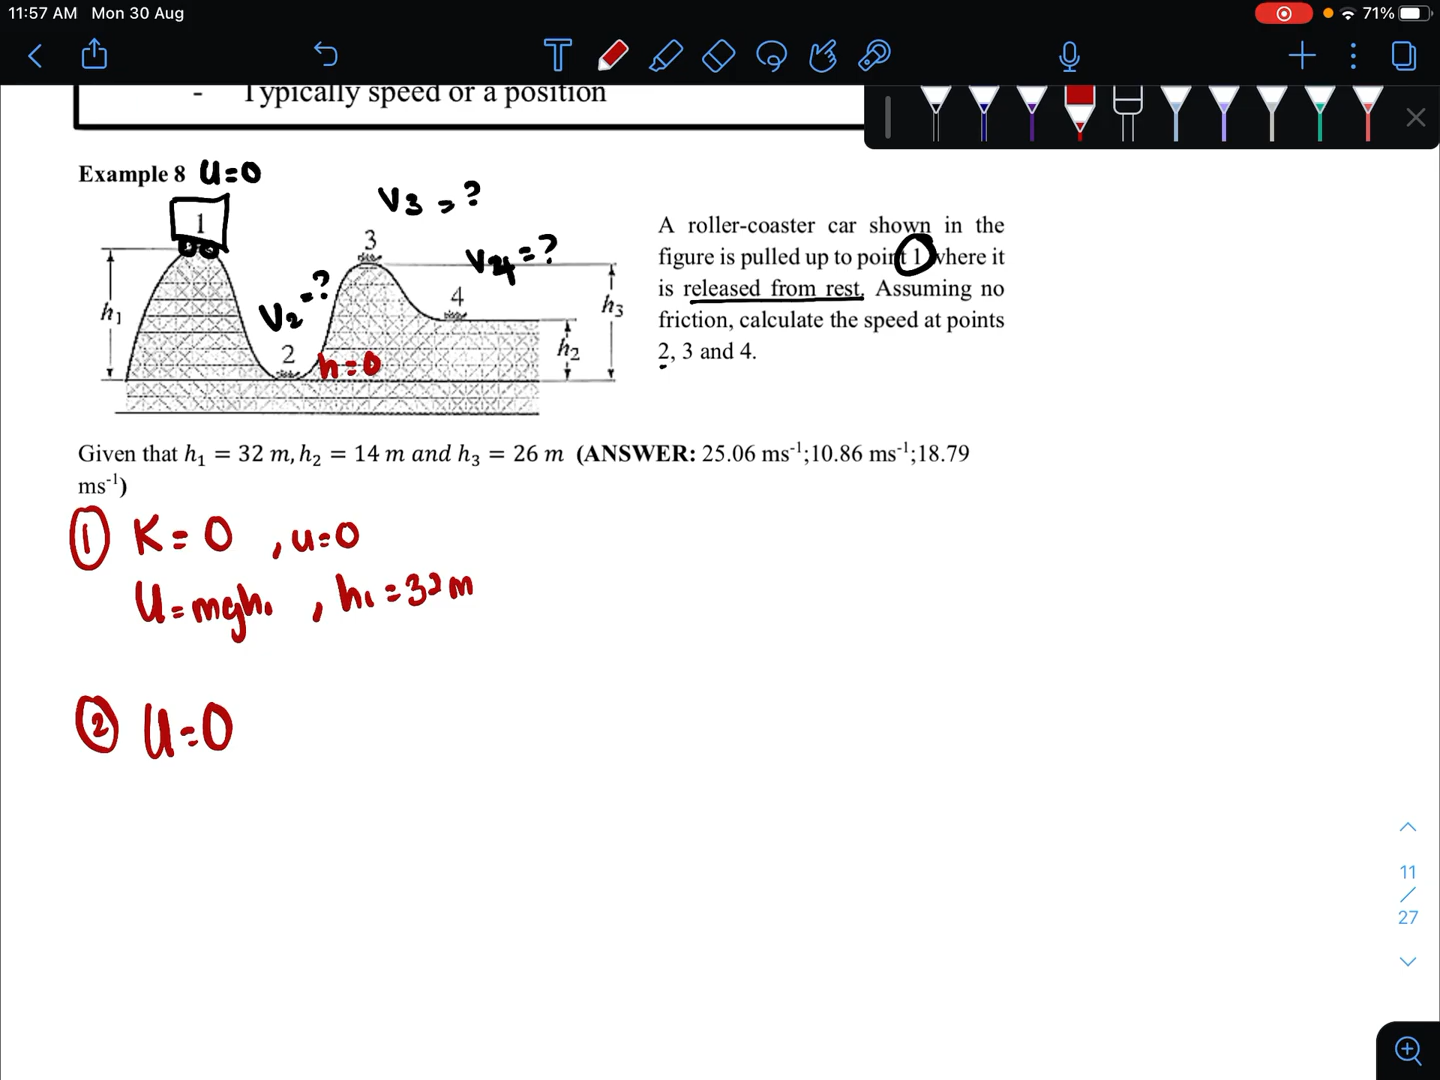 11:57 AM Mon 30 Aug
71%
- Typically speed or a position
Example 8 u=0
V3 = ?
1
3
V4 = ?
A roller-coaster car shown in the
figure is pulled up to point 1 where it
is released from rest. Assuming no
friction, calculate the speed at points
2, 3 and 4.
h1
V2 = ?
4
h3
2
h=0
h2
Given that h₁ = 32 m, h₂ = 14 m and h₃ = 26 m (ANSWER: 25.06 ms⁻¹;10.86 ms⁻¹;18.79
ms⁻¹)
① K = 0 , u=0
U = mgh₁ , h₁ = 32 m
② U = 0
11
/
27